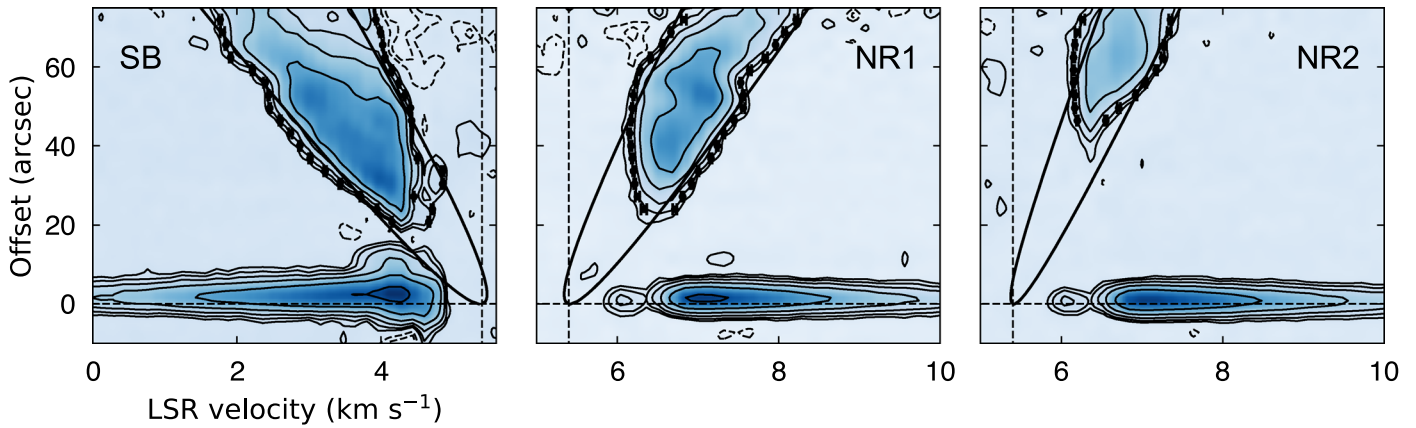 SB
NR1
NR2
60
40
20
0
Offset (arcsec)
0 2 4
6 8 10
6 8 10
LSR velocity (km s⁻¹)